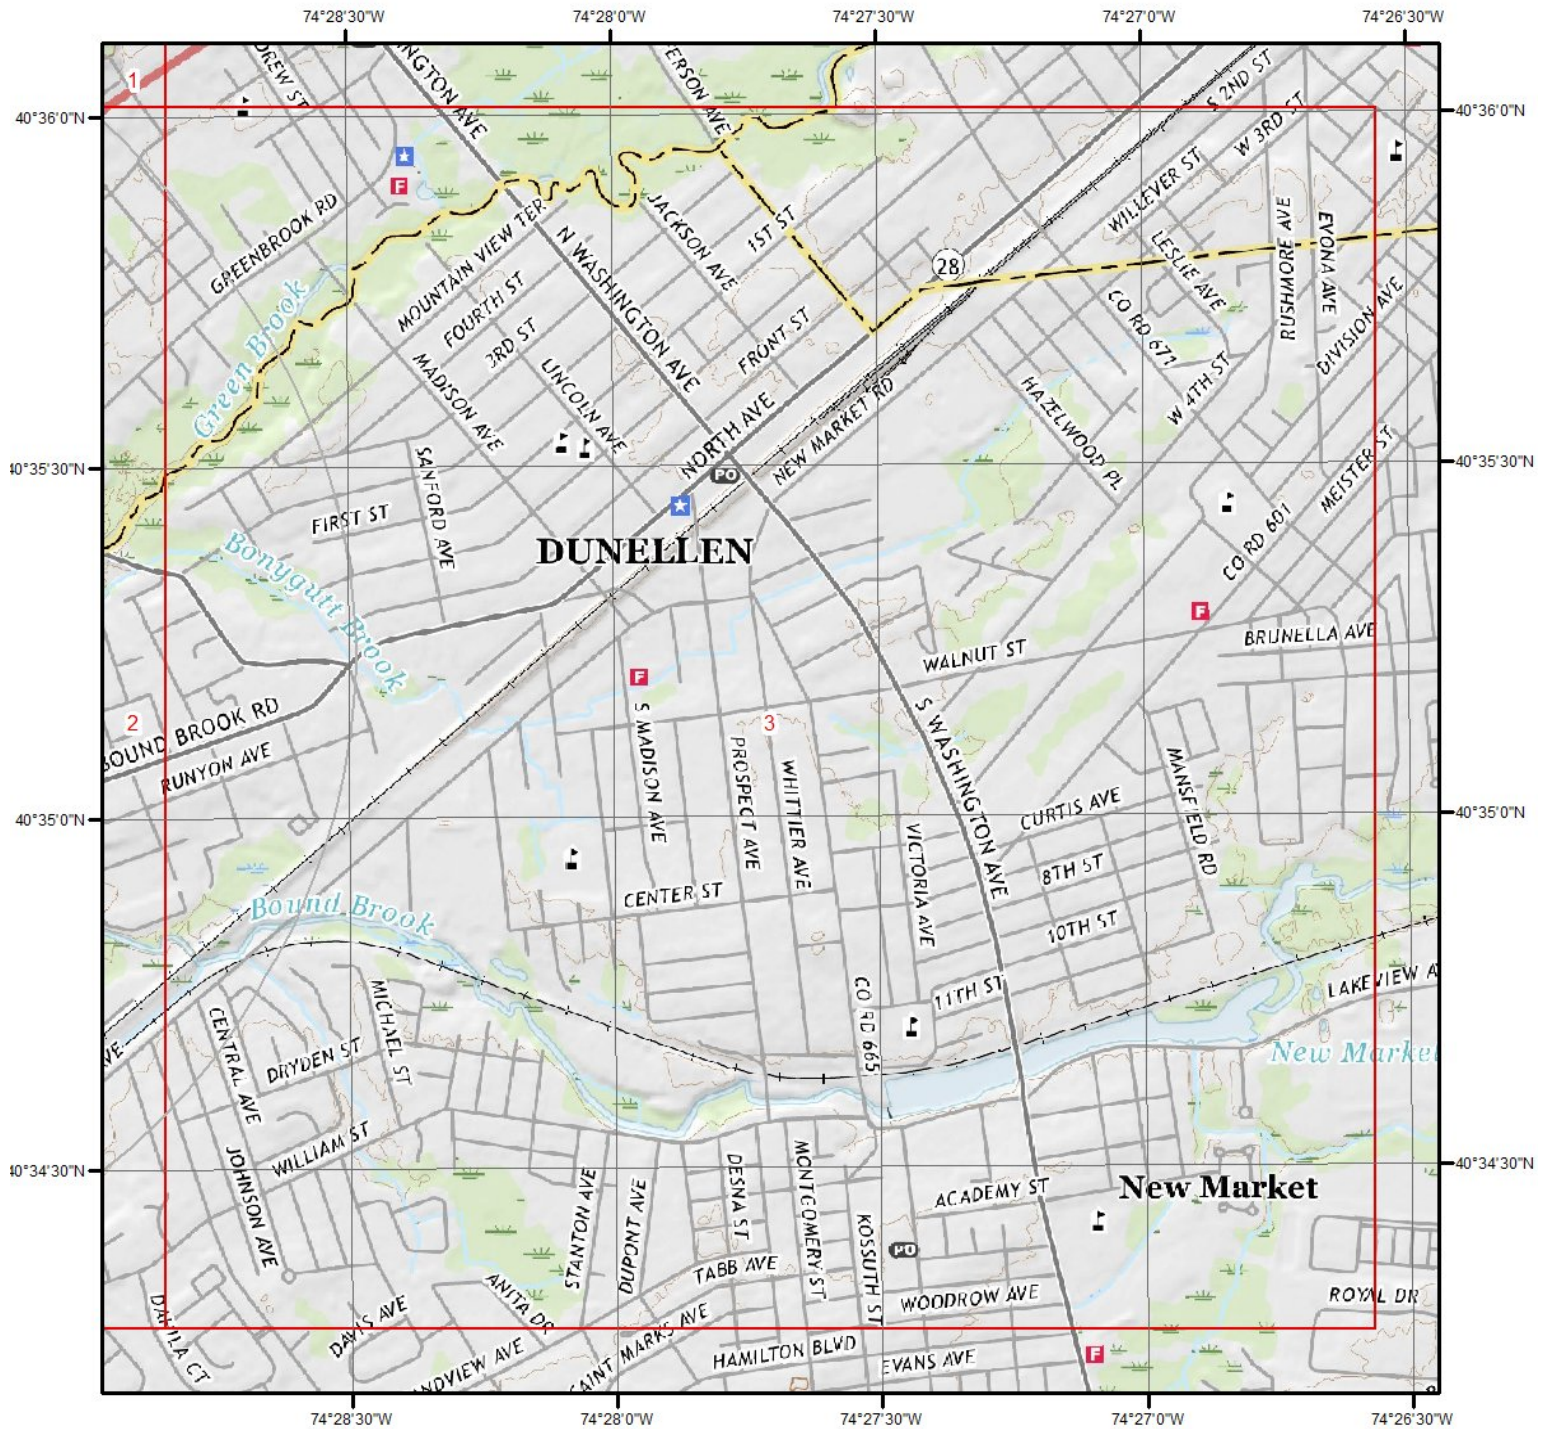 74°28'30"W
74°28'0"W
74°27'30"W
74°27'0"W
74°26'30"W
1
DREW ST
INGTON AVE
ERSON AVE
S 2ND ST
W 3RD ST
40°36'0"N
40°36'0"N
F
GREENBROOK RD
MOUNTAIN VIEW TER
JACKSON AVE
1ST ST
WILLEVER ST
LESLIE AVE
RUSHMORE AVE
EVONA AVE
28
N WASHINGTON AVE
FOURTH ST
3RD ST
FRONT ST
CO RD 671
DIVISION AVE
Green Brook
MADISON AVE
LINCOLN AVE
HAZELWOOD PL
W 4TH ST
NORTH AVE
NEW MARKET RD
MEISTER ST
40°35'30"N
40°35'30"N
PO
SANFORD AVE
FIRST ST
CO RD 601
DUNELLEN
Bonygutt Brook
F
BRUNELLA AVE
WALNUT ST
F
2
3
BOUND BROOK RD
RUNYON AVE
S MADISON AVE
PROSPECT AVE
WHITTIER AVE
S WASHINGTON AVE
MANSFIELD RD
CURTIS AVE
40°35'0"N
40°35'0"N
VICTORIA AVE
8TH ST
CENTER ST
Bound Brook
10TH ST
11TH ST
LAKEVIEW A
CO RD 665
MICHAEL ST
CENTRAL AVE
DRYDEN ST
VE
New Market
WILLIAM ST
JOHNSON AVE
40°34'30"N
40°34'30"N
STANTON AVE
DUPONT AVE
DESNA ST
MONTGOMERY ST
KOSSUTH ST
ACADEMY ST
New Market
PO
TABB AVE
ANITA DR
WOODROW AVE
ROYAL DR
DAVILA CT
DAVIS AVE
NDVIEW AVE
SAINT MARKS AVE
HAMILTON BLVD
EVANS AVE
F
74°28'30"W
74°28'0"W
74°27'30"W
74°27'0"W
74°26'30"W